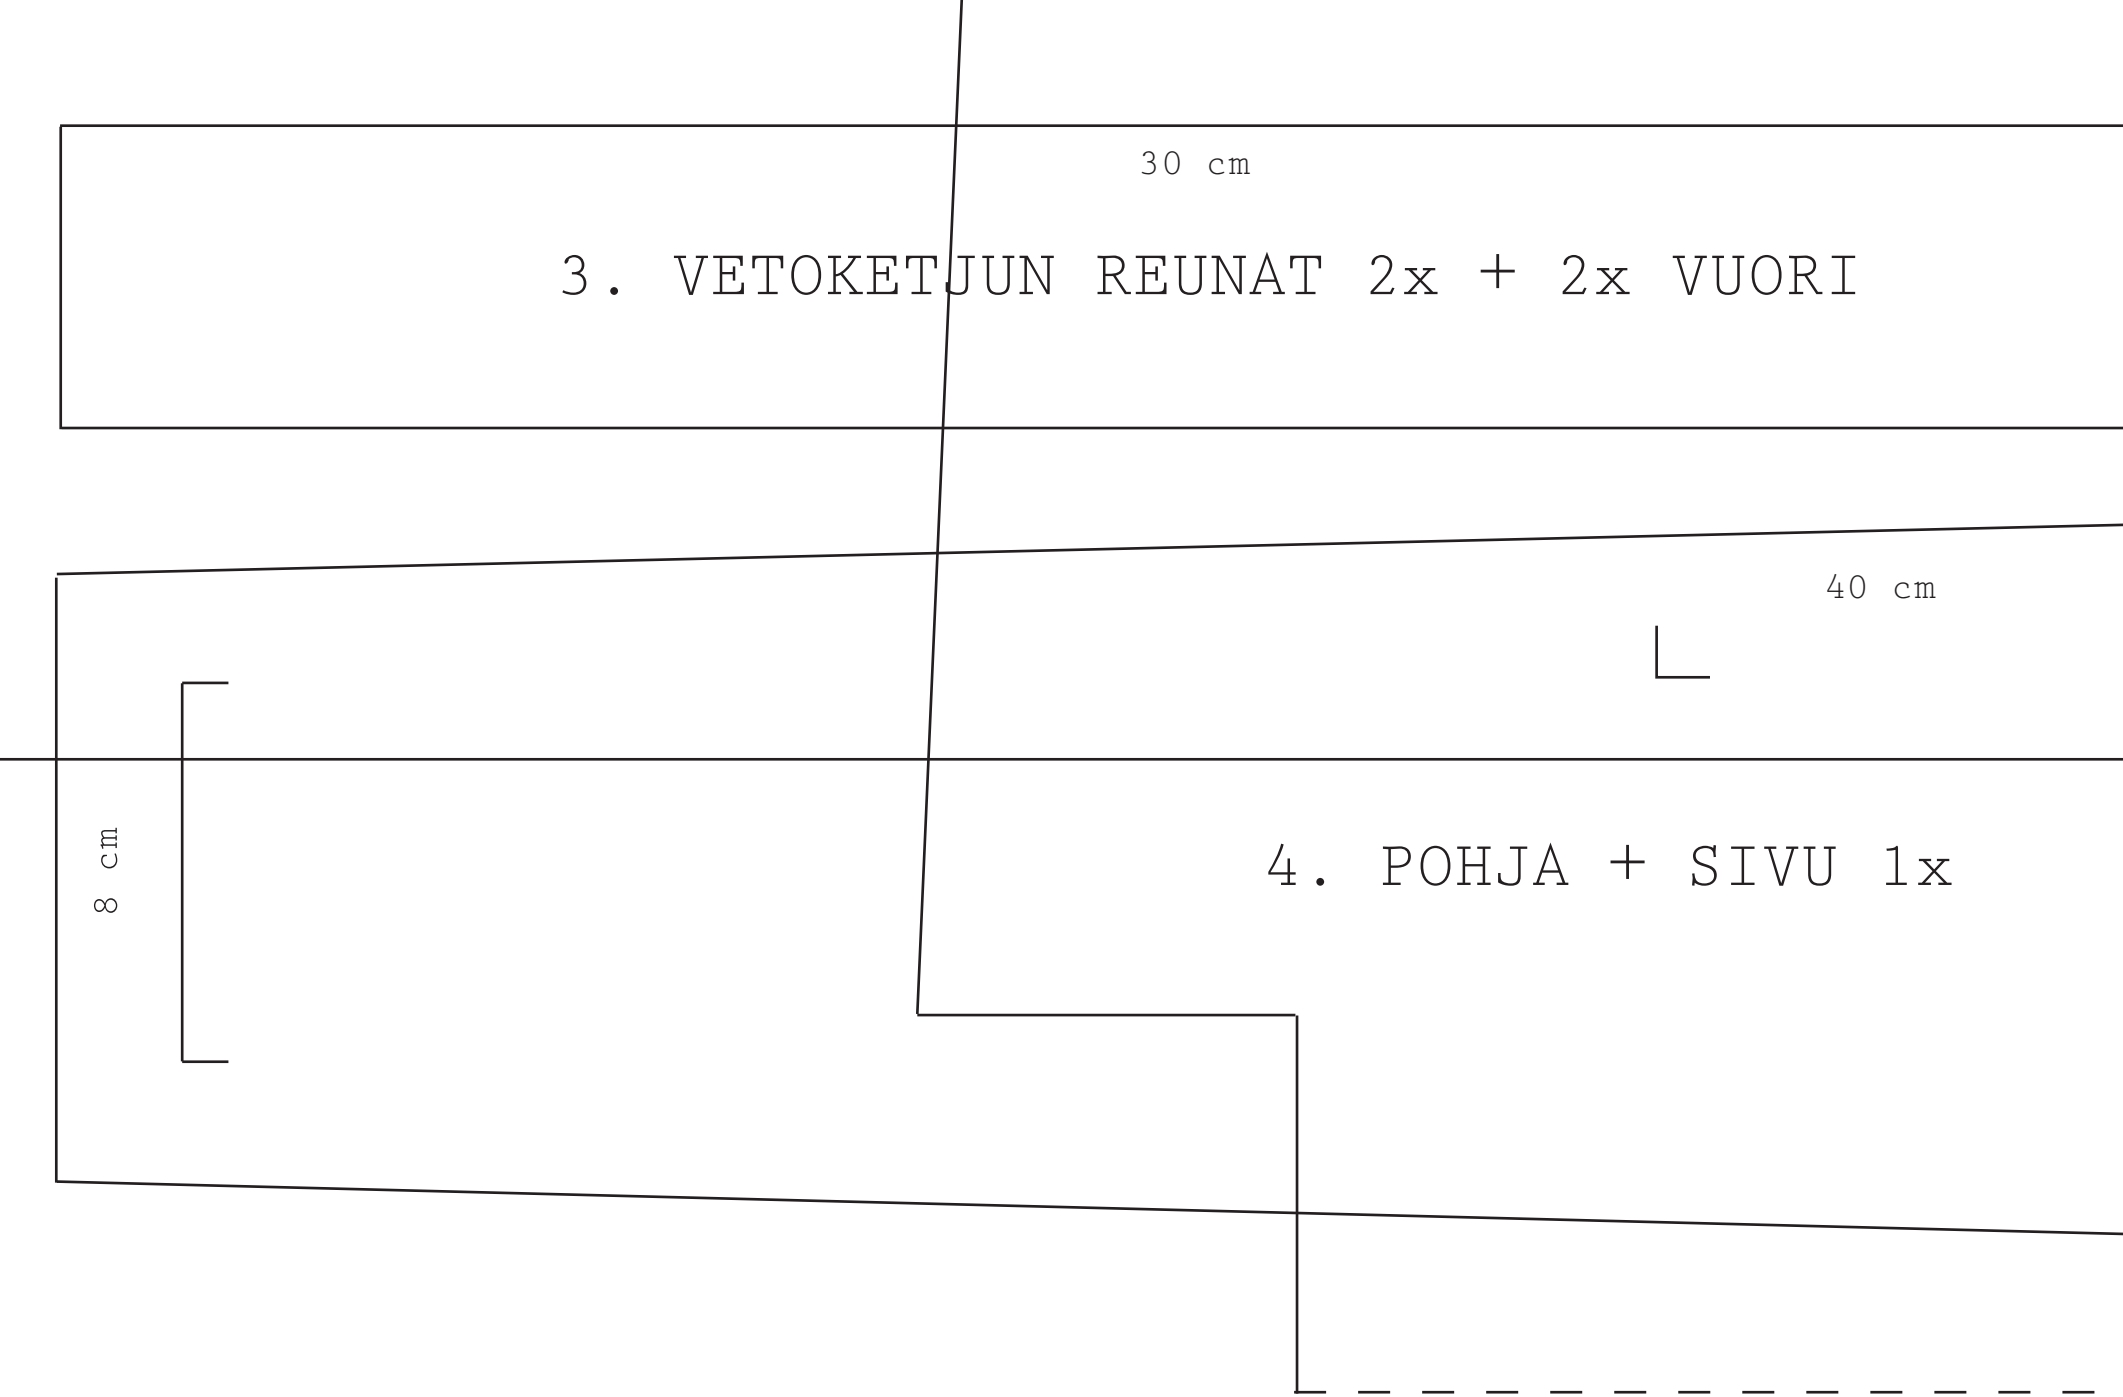 30 cm
3. VETOKETJUN REUNAT 2x + 2x VUORI
40 cm
8 cm
4. POHJA + SIVU 1x